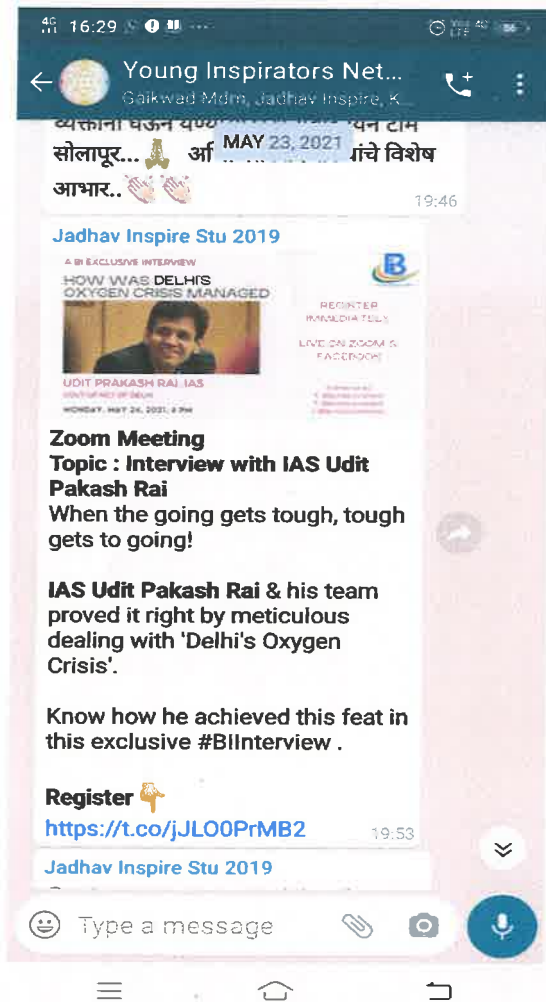 4G 16:29
Young Inspirators Net...
Gaikwad Mdm, Jadhav Inspire, K...
MAY 23, 2021
सोलापूर...🙏
यांचे विशेष
आभार..👏👏
19:46
Jadhav Inspire Stu 2019
A BI EXCLUSIVE INTERVIEW
HOW WAS DELHI'S
OXYGEN CRISIS MANAGED
B
REGISTER
IMMEDIATELY
LIVE ON ZOOM &
FACEBOOK
UDIT PRAKASH RAI, IAS
MONDAY, MAY 24, 2021, 5 PM
Zoom Meeting
Topic : Interview with IAS Udit
Pakash Rai
When the going gets tough, tough
gets to going!
IAS Udit Pakash Rai & his team
proved it right by meticulous
dealing with 'Delhi's Oxygen
Crisis'.
Know how he achieved this feat in
this exclusive #BIInterview .
Register 👇
https://t.co/jJLO0PrMB2
19:53
Jadhav Inspire Stu 2019
Type a message